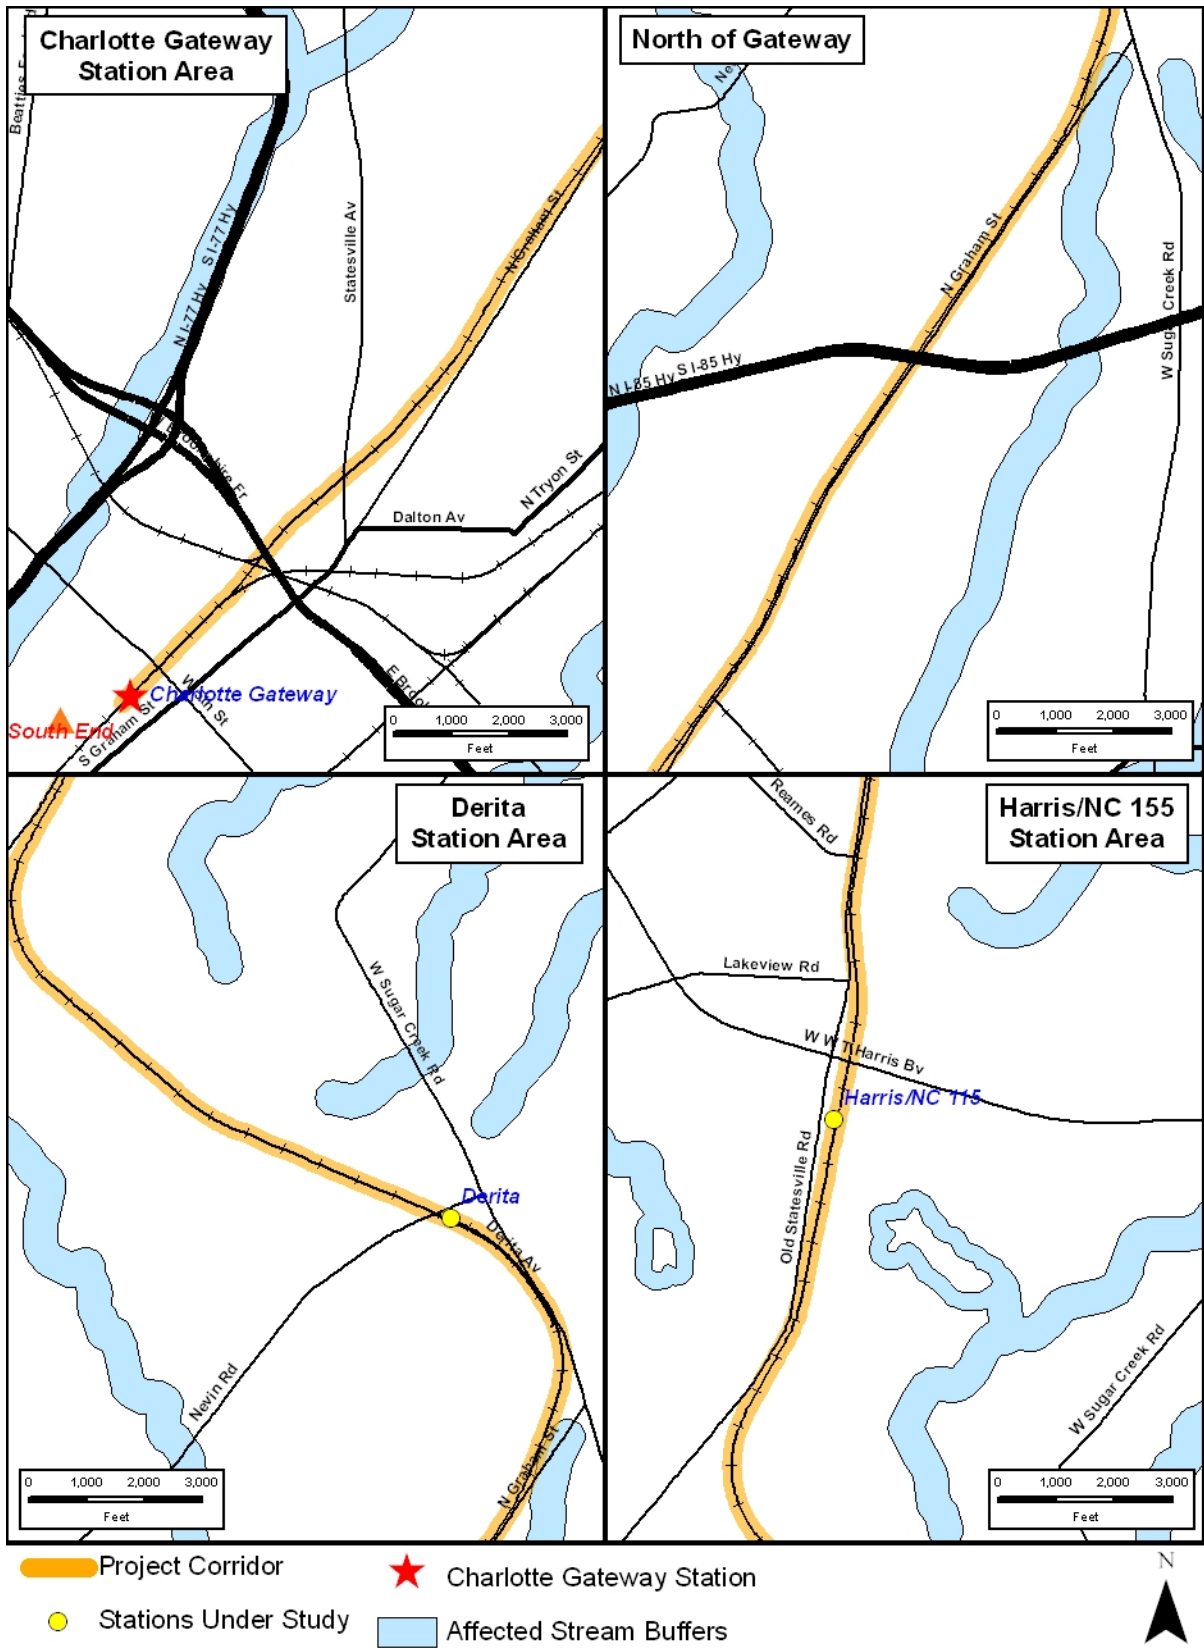 Charlotte Gateway
Station Area
S I-77 Hy
N I-77 Hy
Statesville Av
N Graham St
Dalton Av
N Tryon St
Charlotte Gateway
South End
S Graham St
0 1,000 2,000 3,000
Feet
North of Gateway
N Graham St
N I-85 Hy
S I-85 Hy
W Sugar Creek Rd
0 1,000 2,000 3,000
Feet
Derita
Station Area
W Sugar Creek Rd
Derita
Derita Av
Nevin Rd
N Graham St
0 1,000 2,000 3,000
Feet
Harris/NC 155
Station Area
Reames Rd
Lakeview Rd
W W T Harris Bv
Harris/NC 115
Old Statesville Rd
W Sugar Creek Rd
0 1,000 2,000 3,000
Feet
Project Corridor
Charlotte Gateway Station
Stations Under Study
Affected Stream Buffers
N